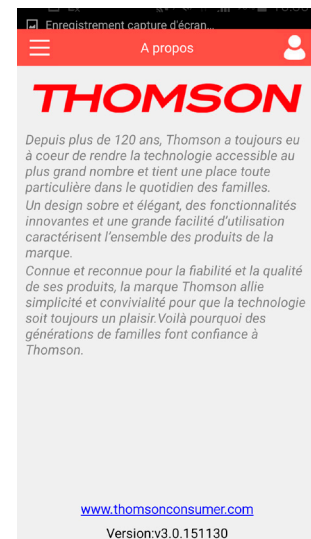 Enregistrement capture d'écran...
A propos
THOMSON
Depuis plus de 120 ans, Thomson a toujours eu
à coeur de rendre la technologie accessible au
plus grand nombre et tient une place toute
particulière dans le quotidien des familles.
Un design sobre et élégant, des fonctionnalités
innovantes et une grande facilité d'utilisation
caractérisent l'ensemble des produits de la
marque.
Connue et reconnue pour la fiabilité et la qualité
de ses produits, la marque Thomson allie
simplicité et convivialité pour que la technologie
soit toujours un plaisir.Voilà pourquoi des
générations de familles font confiance à
Thomson.
www.thomsonconsumer.com
Version:v3.0.151130